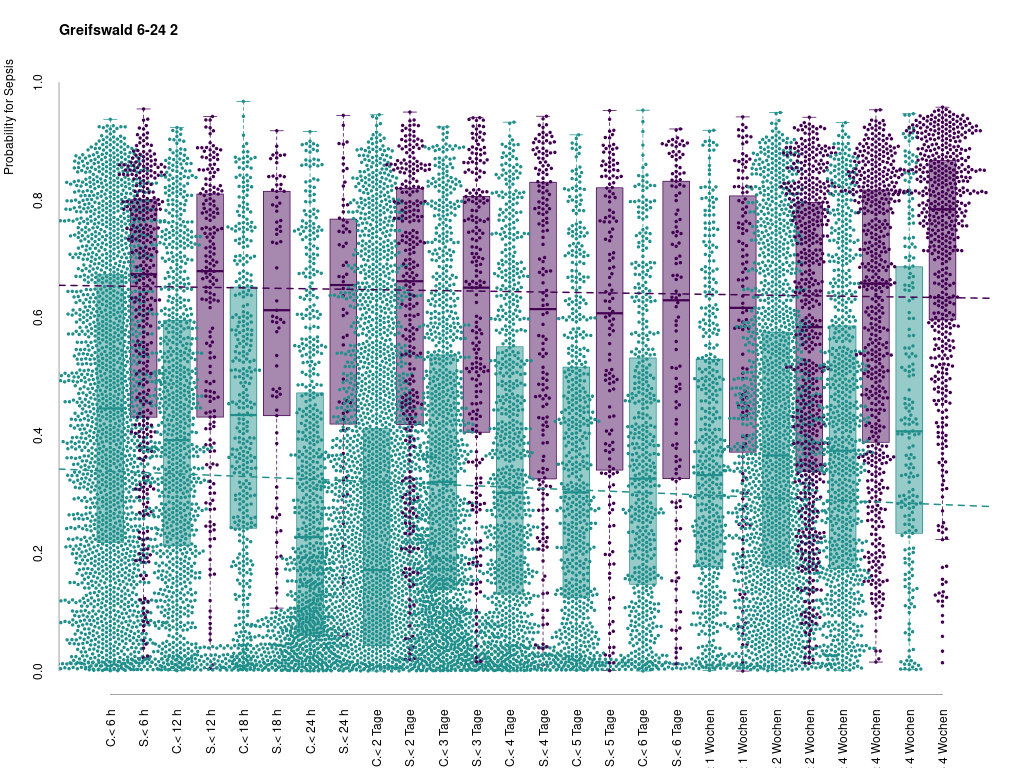 Greifswald 6-24 2
Probability for Sepsis
1.0
0.8
0.6
0.4
0.2
0.0
C.< 6 h
S.< 6 h
C.< 12 h
S.< 12 h
C.< 18 h
S.< 18 h
C.< 24 h
S.< 24 h
C.< 2 Tage
S.< 2 Tage
C.< 3 Tage
S.< 3 Tage
C.< 4 Tage
S.< 4 Tage
C.< 5 Tage
S.< 5 Tage
C.< 6 Tage
S.< 6 Tage
1 Wochen
1 Wochen
2 Wochen
2 Wochen
4 Wochen
4 Wochen
4 Wochen
4 Wochen